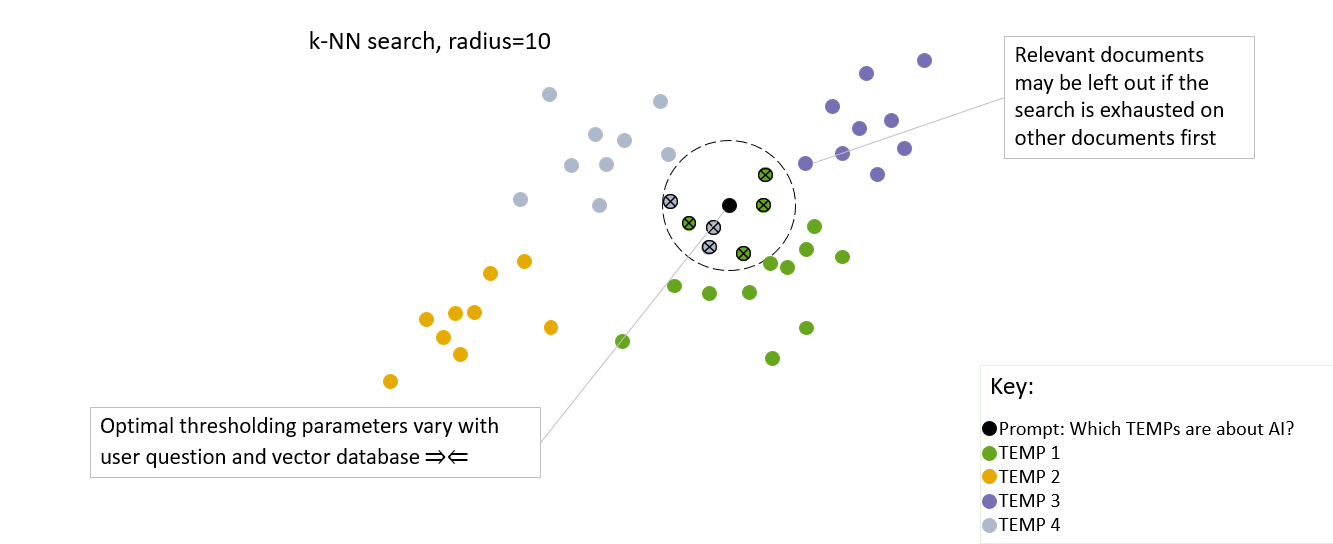 k-NN search, radius=10
Relevant documents
may be left out if the
search is exhausted on
other documents first
Optimal thresholding parameters vary with
user question and vector database ⇒⇐
Key:
Prompt: Which TEMPs are about AI?
TEMP 1
TEMP 2
TEMP 3
TEMP 4